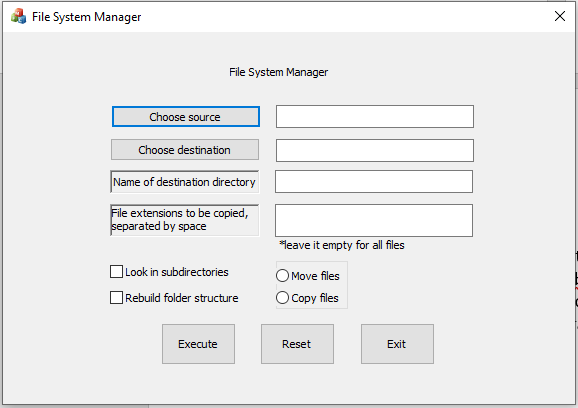 File System Manager
File System Manager
Choose source
Choose destination
Name of destination directory
File extensions to be copied,
separated by space
*leave it empty for all files
Look in subdirectories
Move files
Rebuild folder structure
Copy files
Execute
Reset
Exit